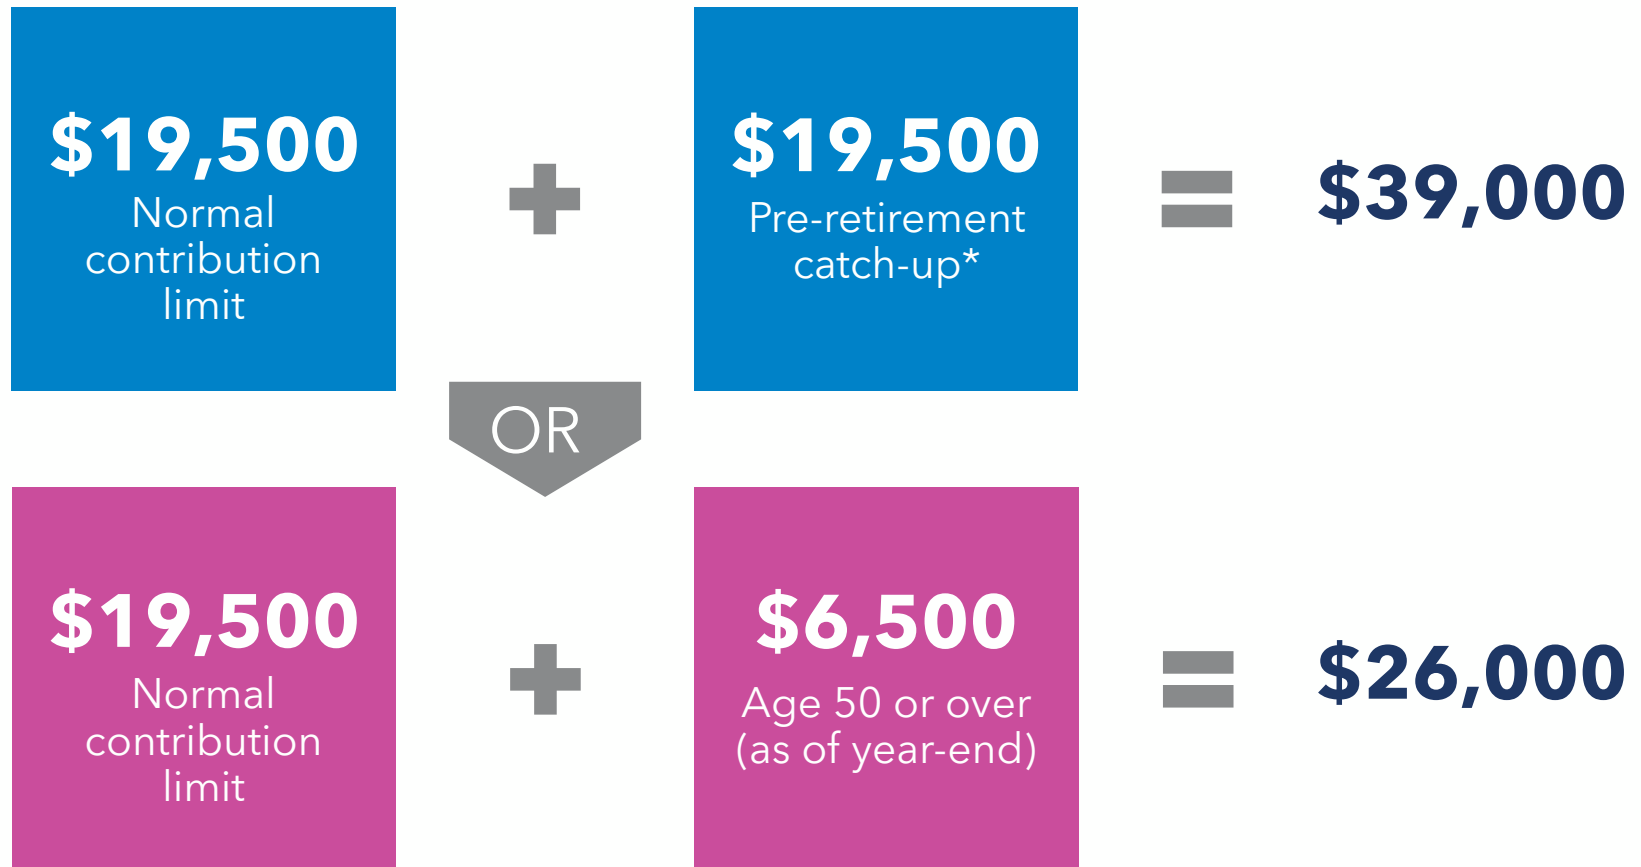 $19,500
Normal
contribution
limit
$19,500
Pre-retirement
catch-up*
$39,000
OR
$19,500
Normal
contribution
limit
$6,500
Age 50 or over
(as of year-end)
$26,000